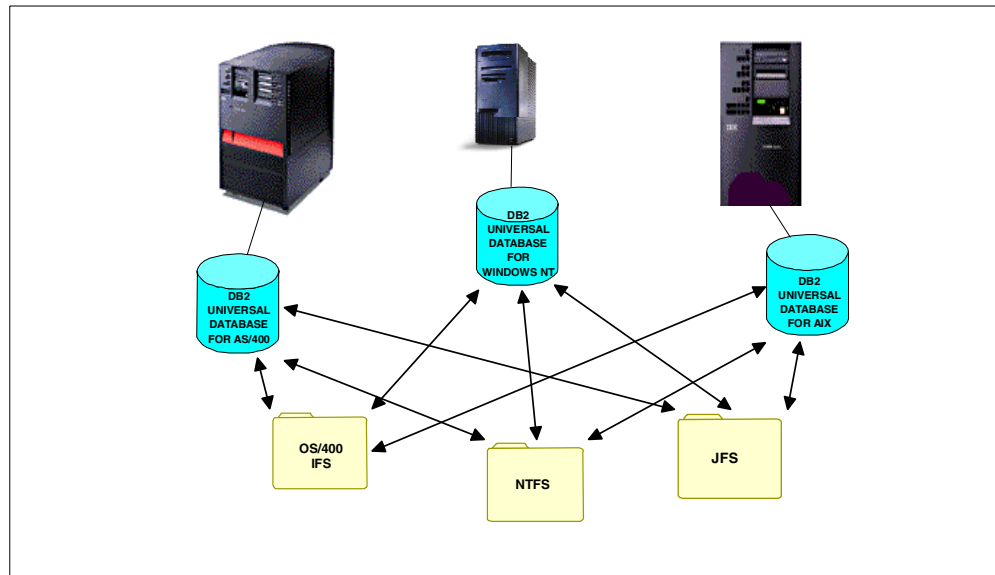 DB2
UNIVERSAL
DATABASE
FOR
WINDOWS NT
DB2
UNIVERSAL
DATABASE
FOR AS/400
DB2
UNIVERSAL
DATABASE
FOR AIX
OS/400
IFS
NTFS
JFS